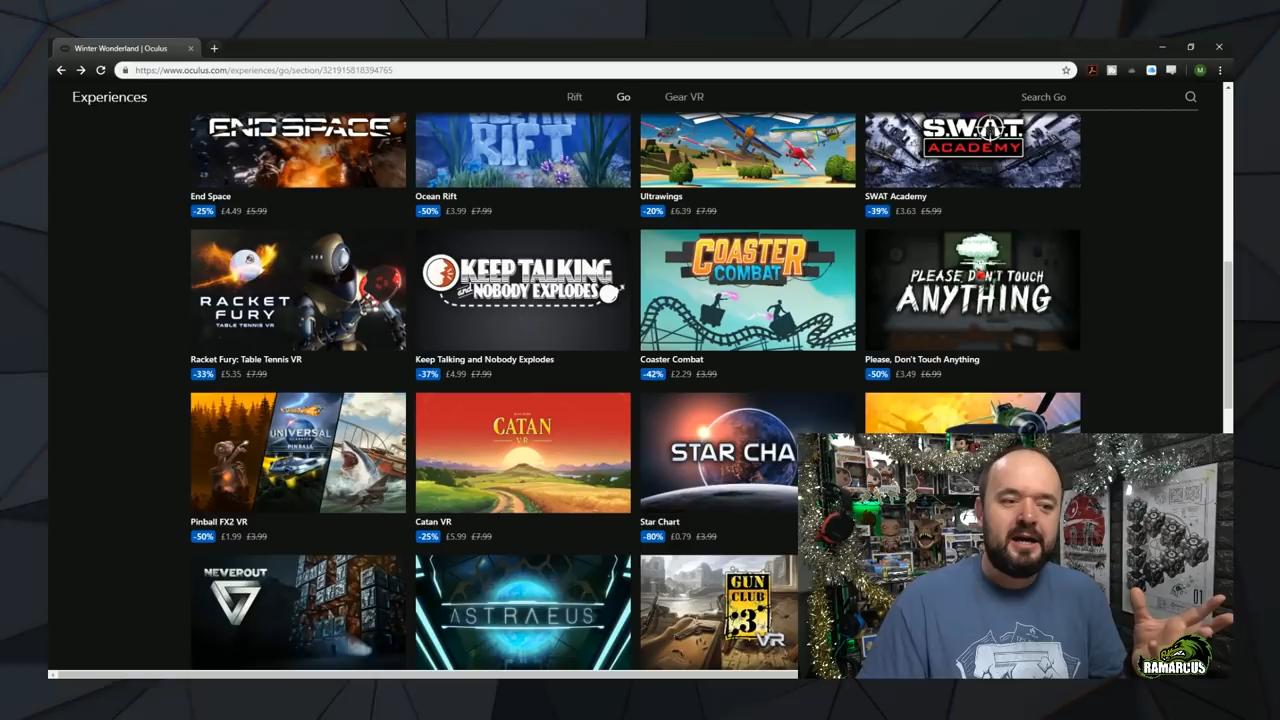 Winter Wonderland | Oculus
https://www.oculus.com/experiences/go/section/321915818394765
M
Experiences
Rift
Go
Gear VR
Search Go
END SPACE
OCEAN
RIFT
S.W.A.T.
ACADEMY
End Space
Ocean Rift
Ultrawings
SWAT Academy
-25% £4.49 £5.99
-50% £3.99 £7.99
-20% £6.39 £7.99
-39% £3.63 £5.99
RACKET
FURY
TABLE TENNIS VR
KEEP TALKING
and NOBODY EXPLODES
COASTER
COMBAT
PLEASE DON'T TOUCH
ANYTHING
Racket Fury: Table Tennis VR
Keep Talking and Nobody Explodes
Coaster Combat
Please, Don't Touch Anything
-33% £5.35 £7.99
-37% £4.99 £7.99
-42% £2.29 £3.99
-50% £3.49 £6.99
UNIVERSAL
PINBALL
CATAN
VR
STAR CHA
Pinball FX2 VR
Catan VR
Star Chart
-50% £1.99 £3.99
-25% £5.99 £7.99
-80% £0.79 £3.99
NEVEROUT
ASTRAEUS
GUN
CLUB
3
VR
01
RAMARCUS